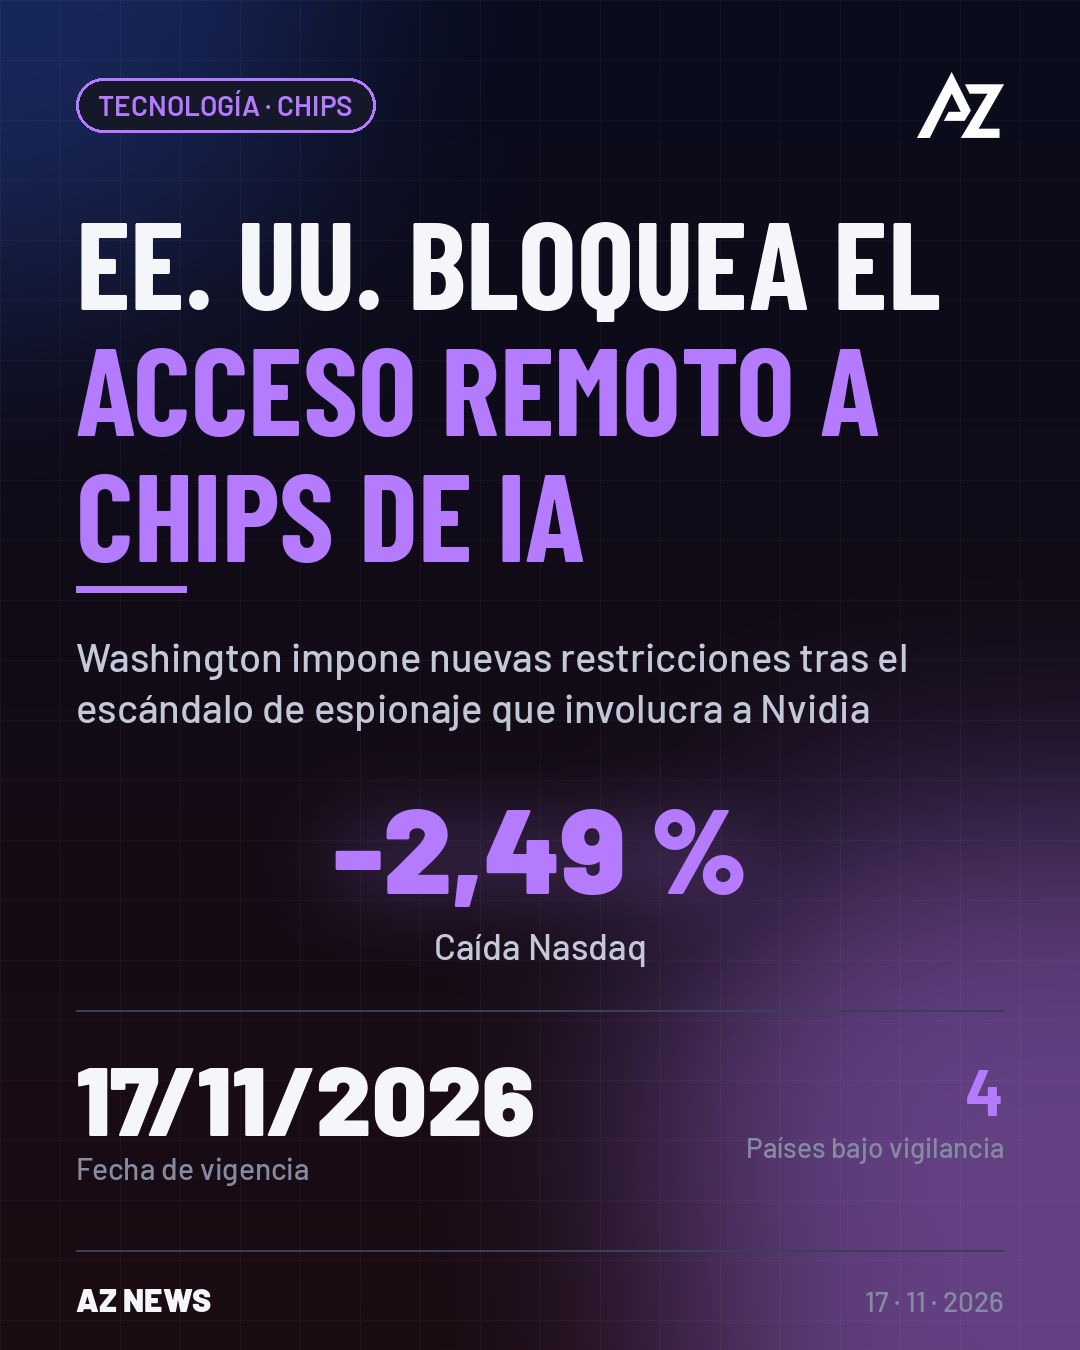 TECNOLOGÍA · CHIPS
AZ
EE. UU. BLOQUEA EL
ACCESO REMOTO A
CHIPS DE IA
Washington impone nuevas restricciones tras el
escándalo de espionaje que involucra a Nvidia
-2,49 %
Caída Nasdaq
17/11/2026
Fecha de vigencia
4
Países bajo vigilancia
AZ NEWS
17 · 11 · 2026